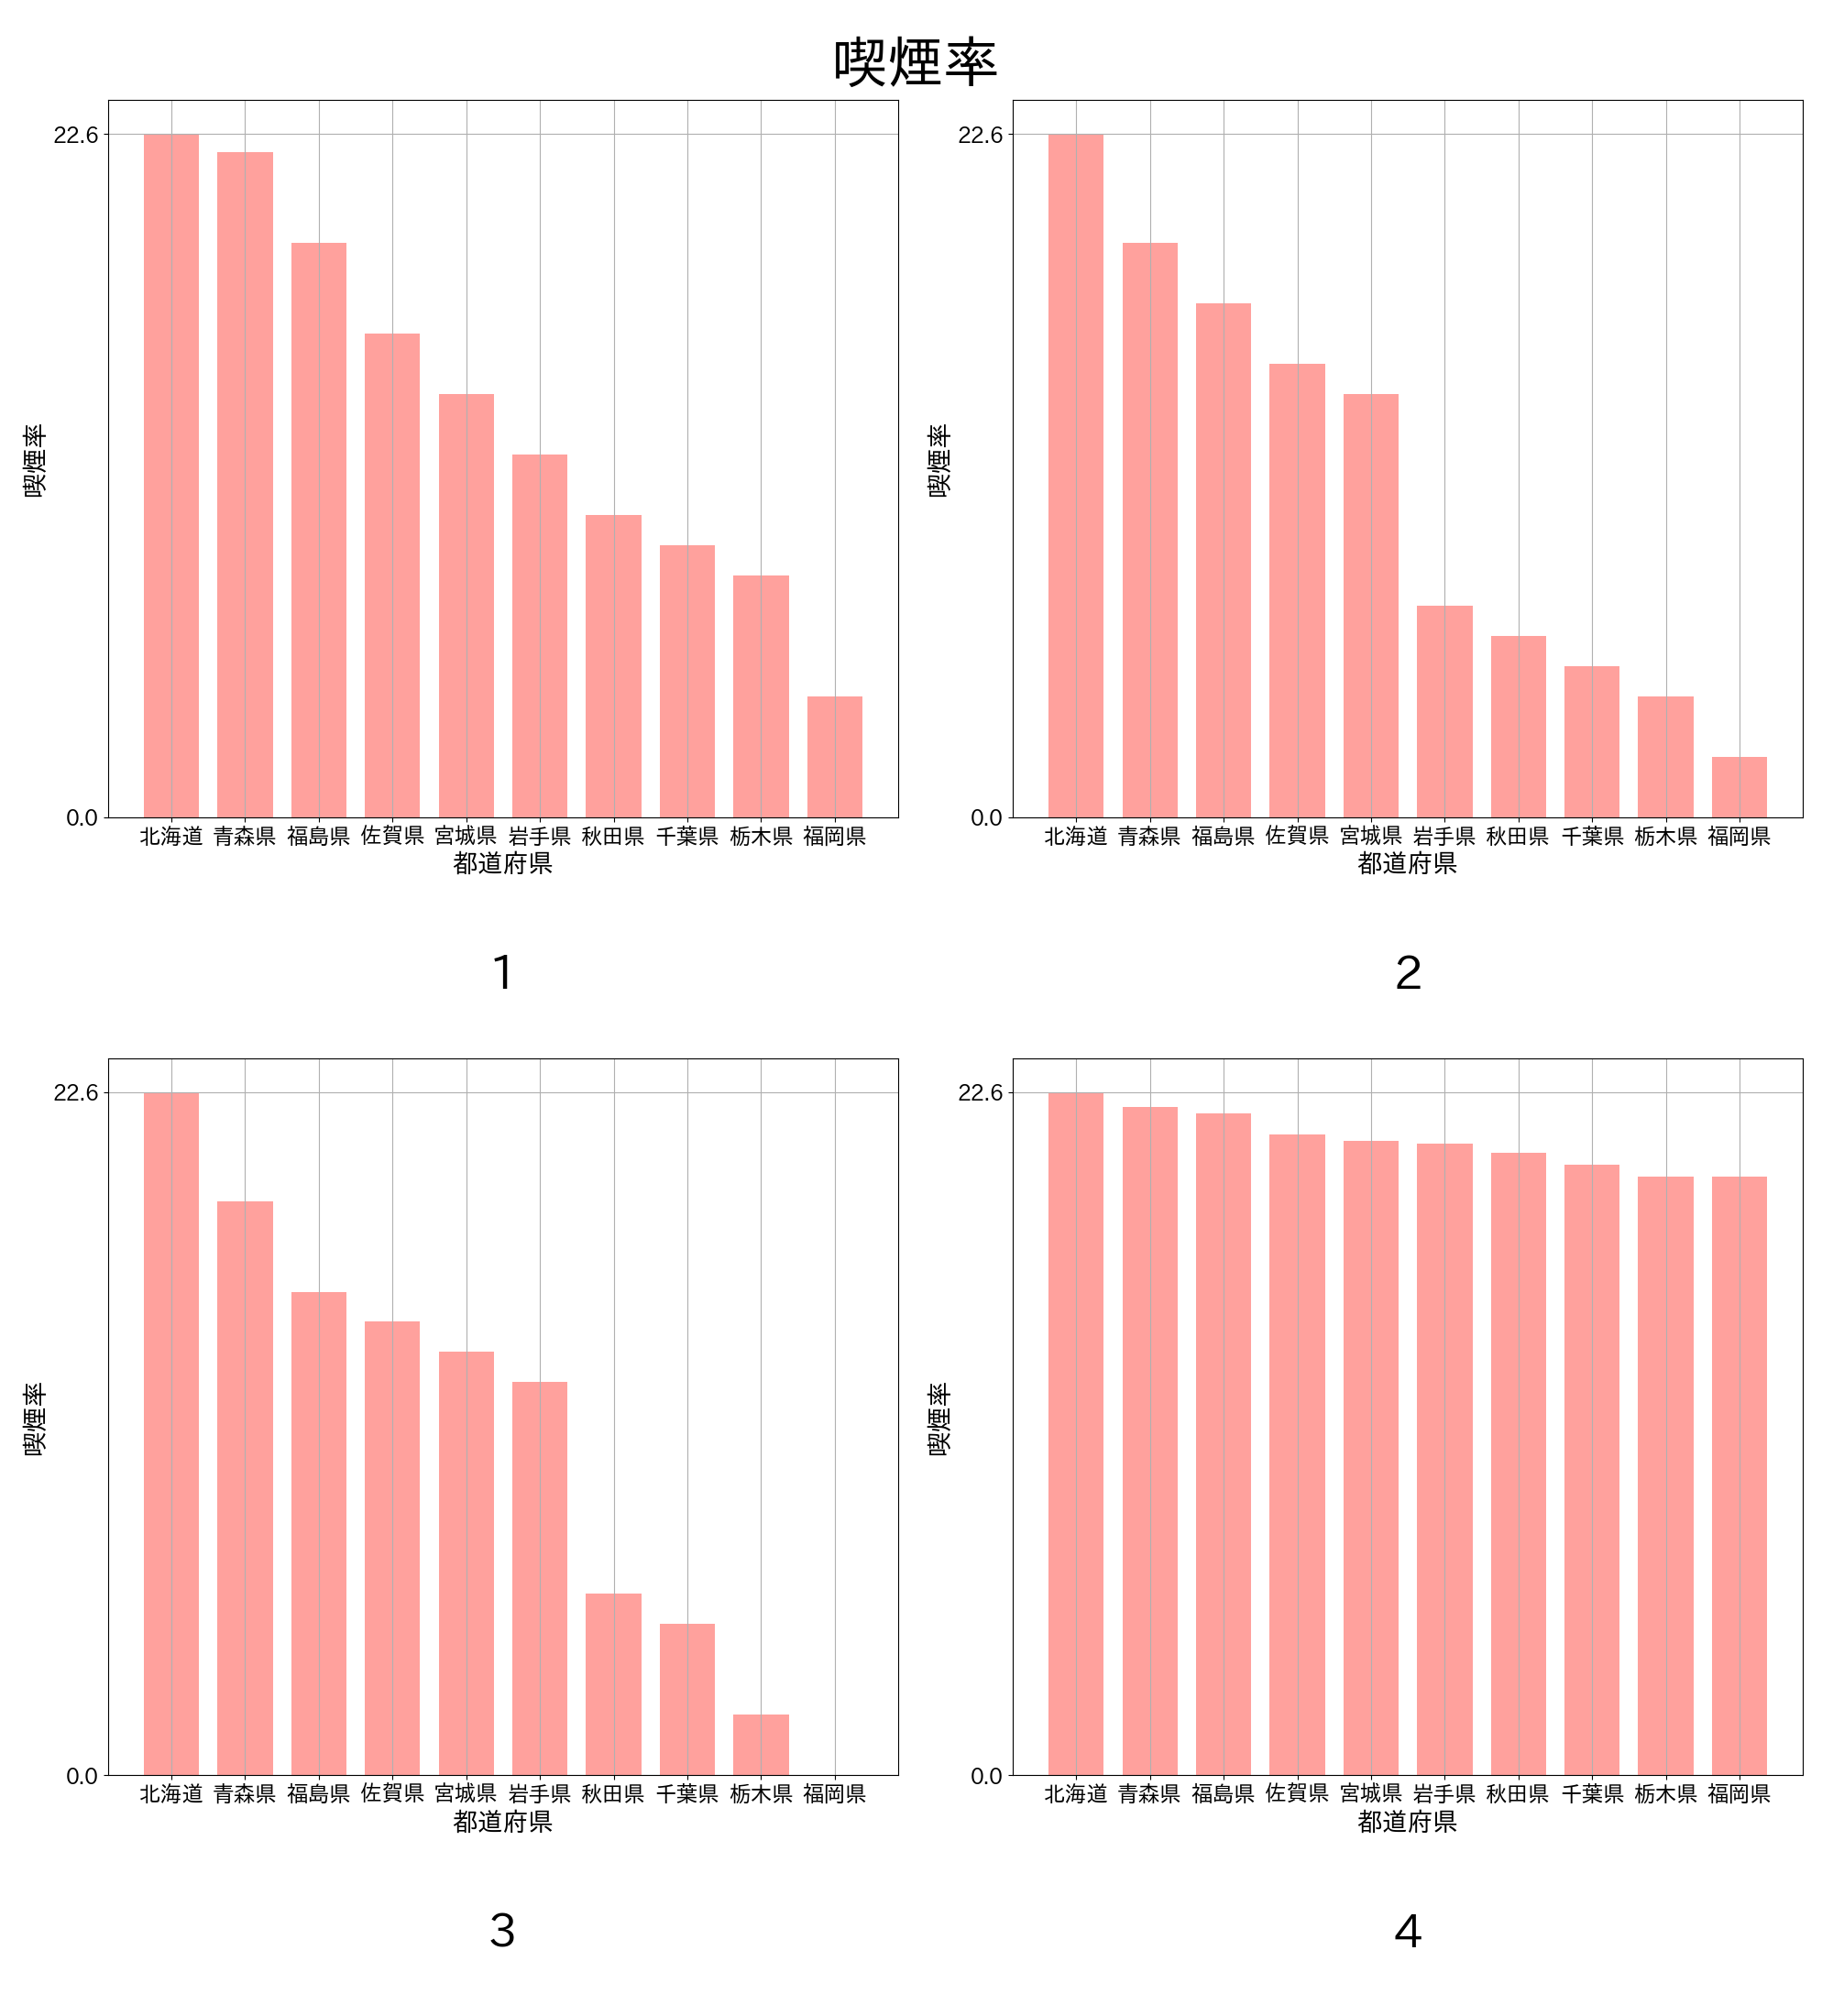 喫煙率
22.6
0.0
喫煙率
北海道 青森県 福島県 佐賀県 宮城県 岩手県 秋田県 千葉県 栃木県 福岡県
都道府県
1
22.6
0.0
喫煙率
北海道 青森県 福島県 佐賀県 宮城県 岩手県 秋田県 千葉県 栃木県 福岡県
都道府県
2
22.6
0.0
喫煙率
北海道 青森県 福島県 佐賀県 宮城県 岩手県 秋田県 千葉県 栃木県 福岡県
都道府県
3
22.6
0.0
喫煙率
北海道 青森県 福島県 佐賀県 宮城県 岩手県 秋田県 千葉県 栃木県 福岡県
都道府県
4